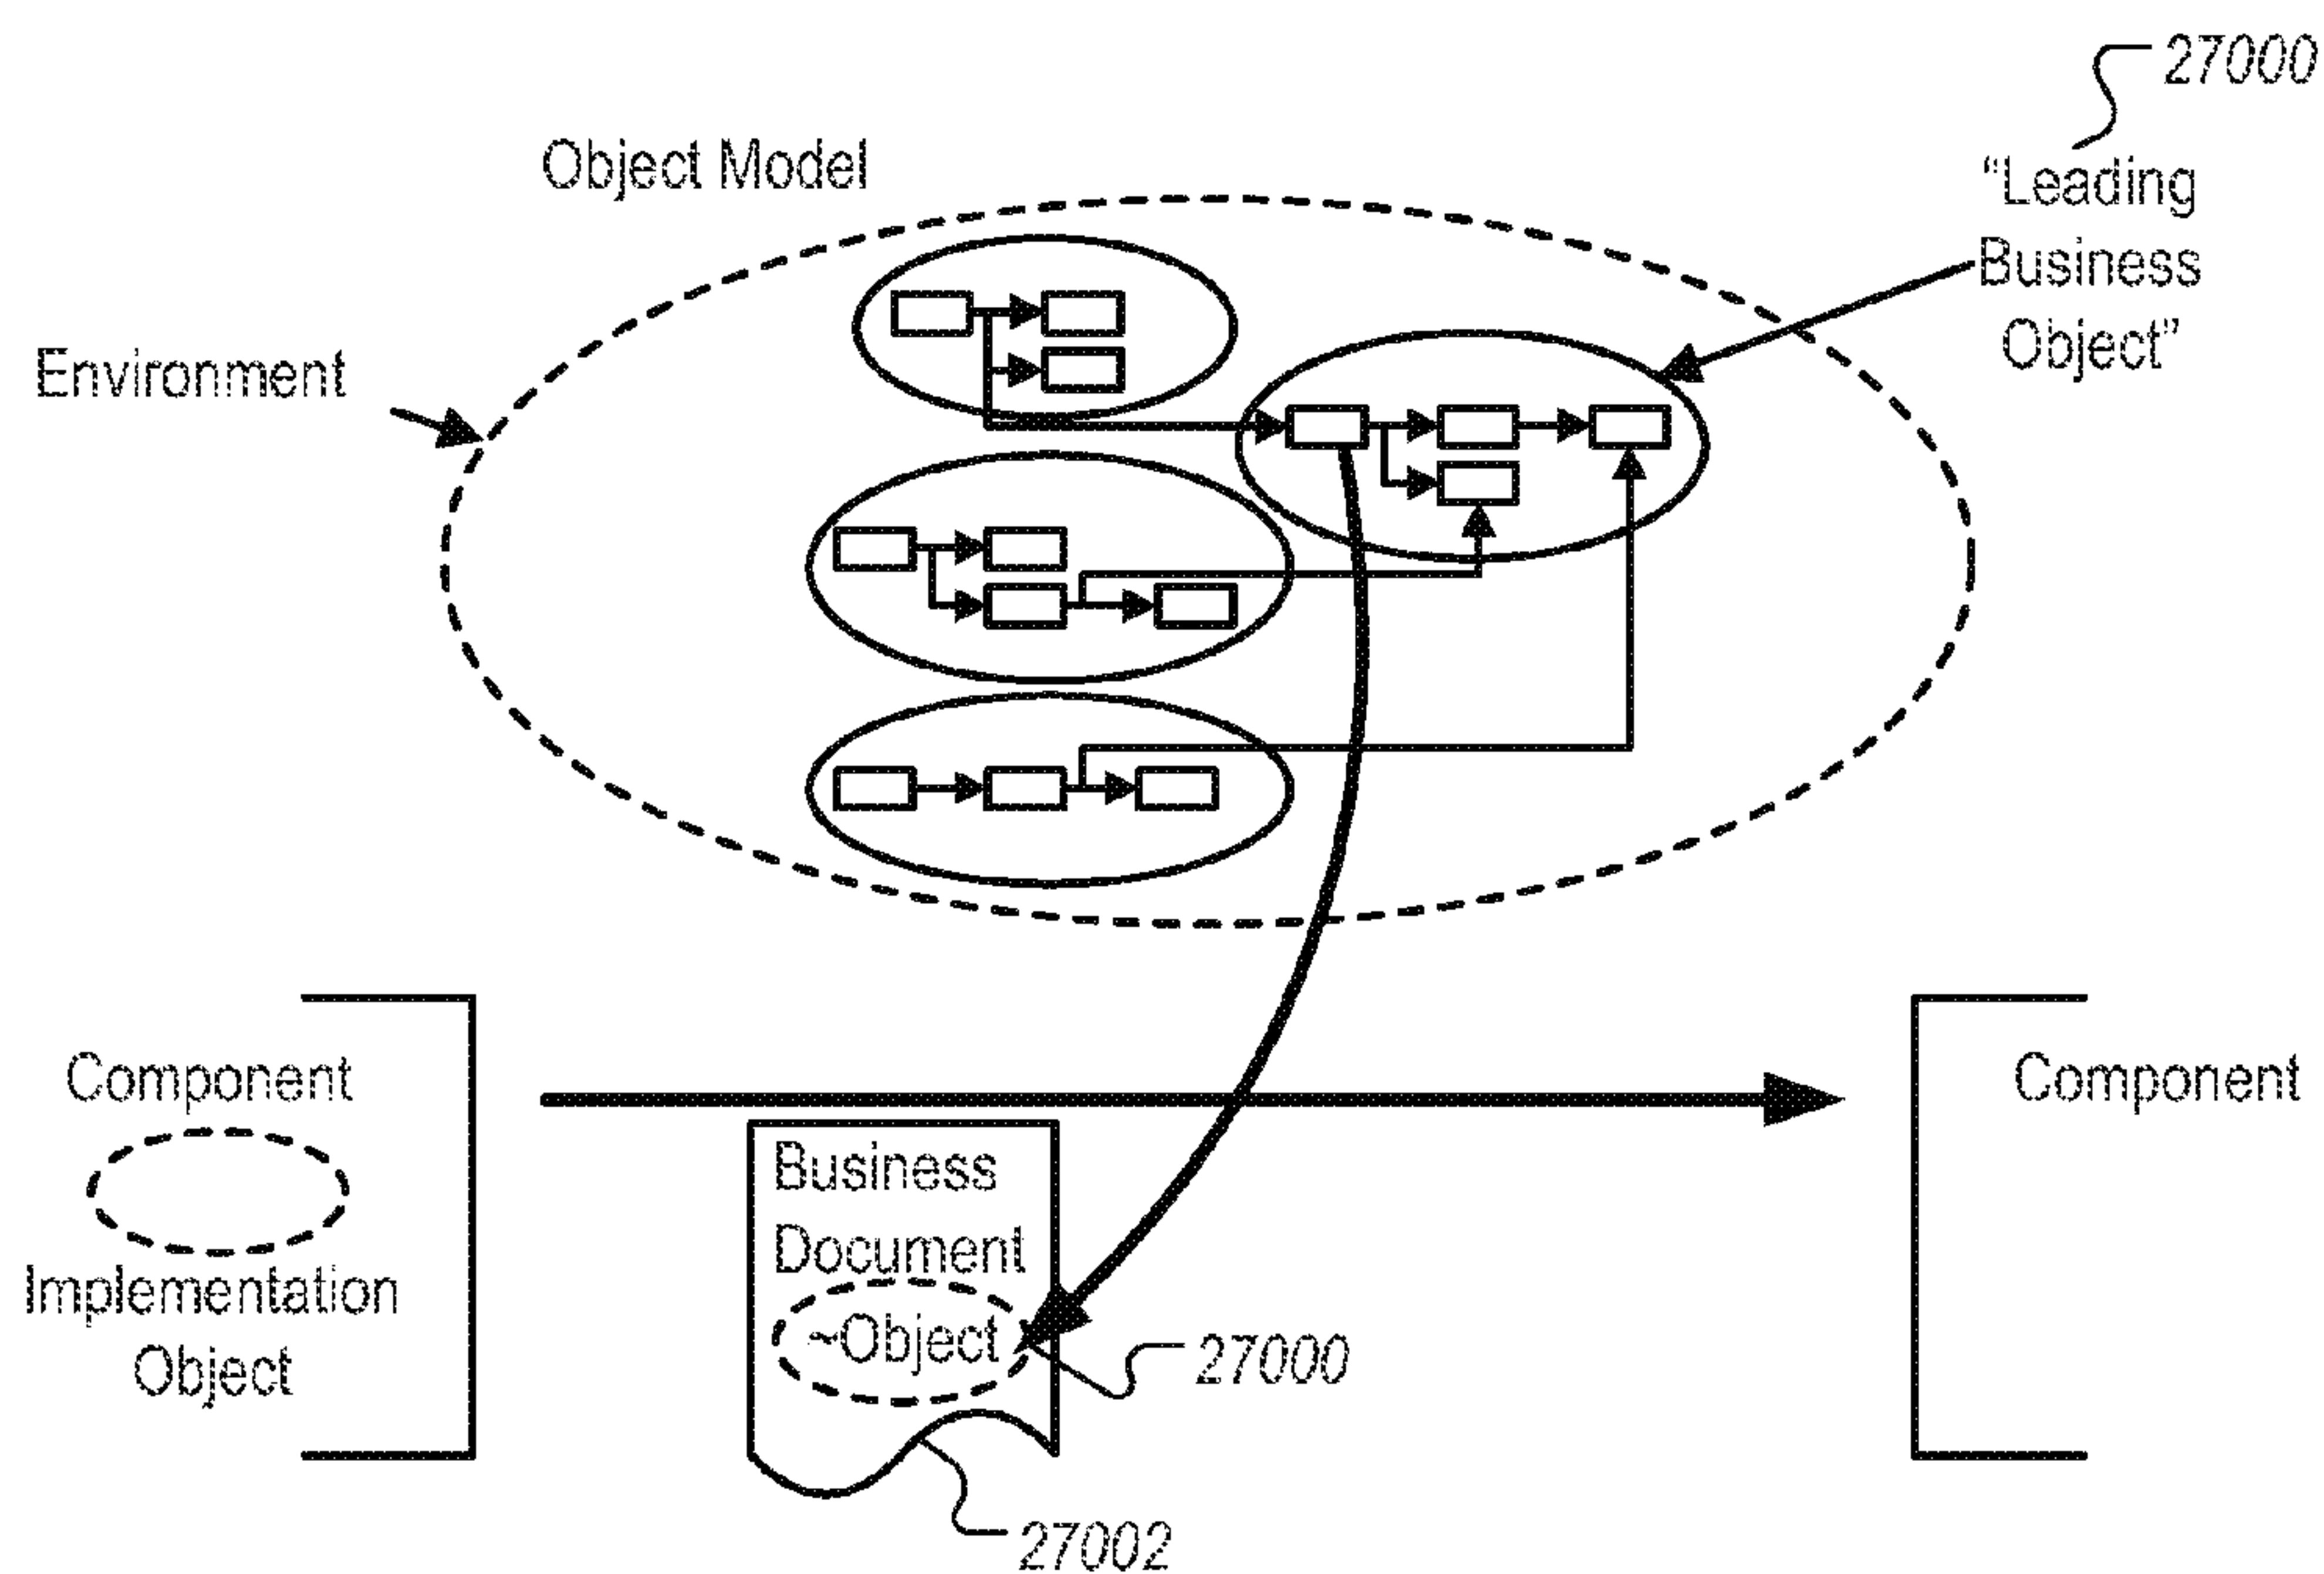 27000
Object Model
“Leading
Business
Object”
Environment
Component
Implementation
Object
Business
Document
~Object
27000
27002
Component